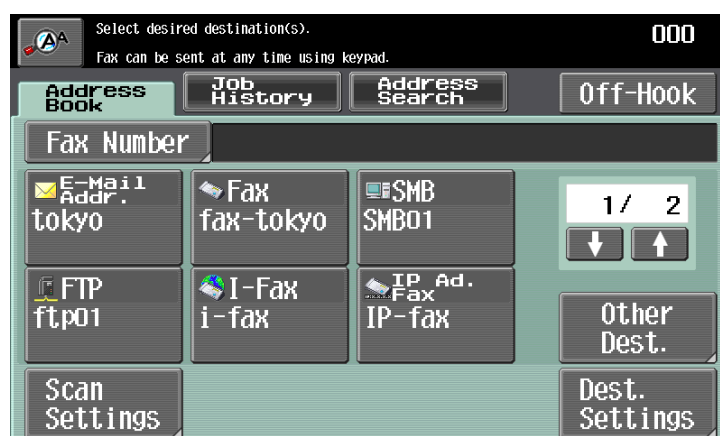 Select desired destination(s).
000
Fax can be sent at any time using keypad.
Address
Book
Job
History
Address
Search
Off-Hook
Fax Number
E-Mail
Addr.
tokyo
Fax
fax-tokyo
SMB
SMB01
1/ 2
FTP
ftp01
I-Fax
i-fax
IP Ad.
Fax
IP-fax
Other
Dest.
Scan
Settings
Dest.
Settings